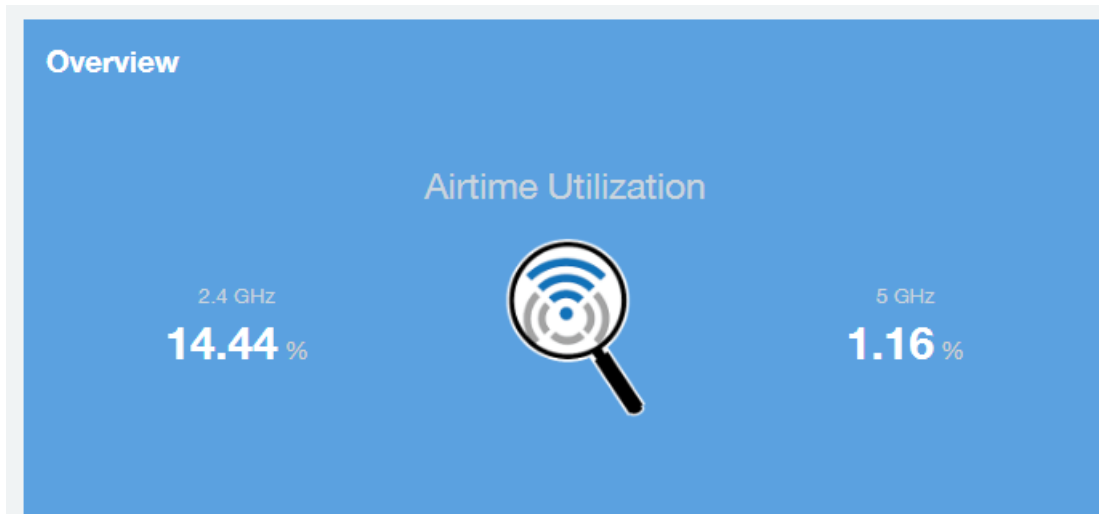 Overview
Airtime Utilization
2.4 GHz
14.44 %
5 GHz
1.16 %